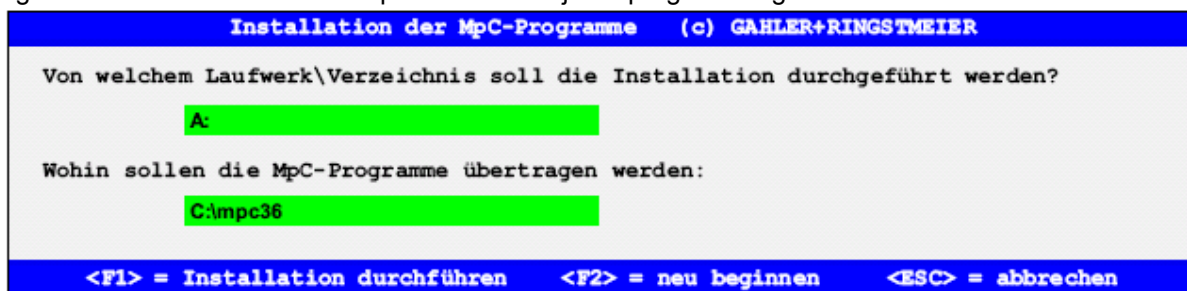 Installation der MpC-Programme (c) GAHLER+RINGSTMEIER
Von welchem Laufwerk\Verzeichnis soll die Installation durchgeführt werden?
A:
Wohin sollen die MpC-Programme übertragen werden:
C:\mpc36
<F1> = Installation durchführen <F2> = neu beginnen <ESC> = abbrechen